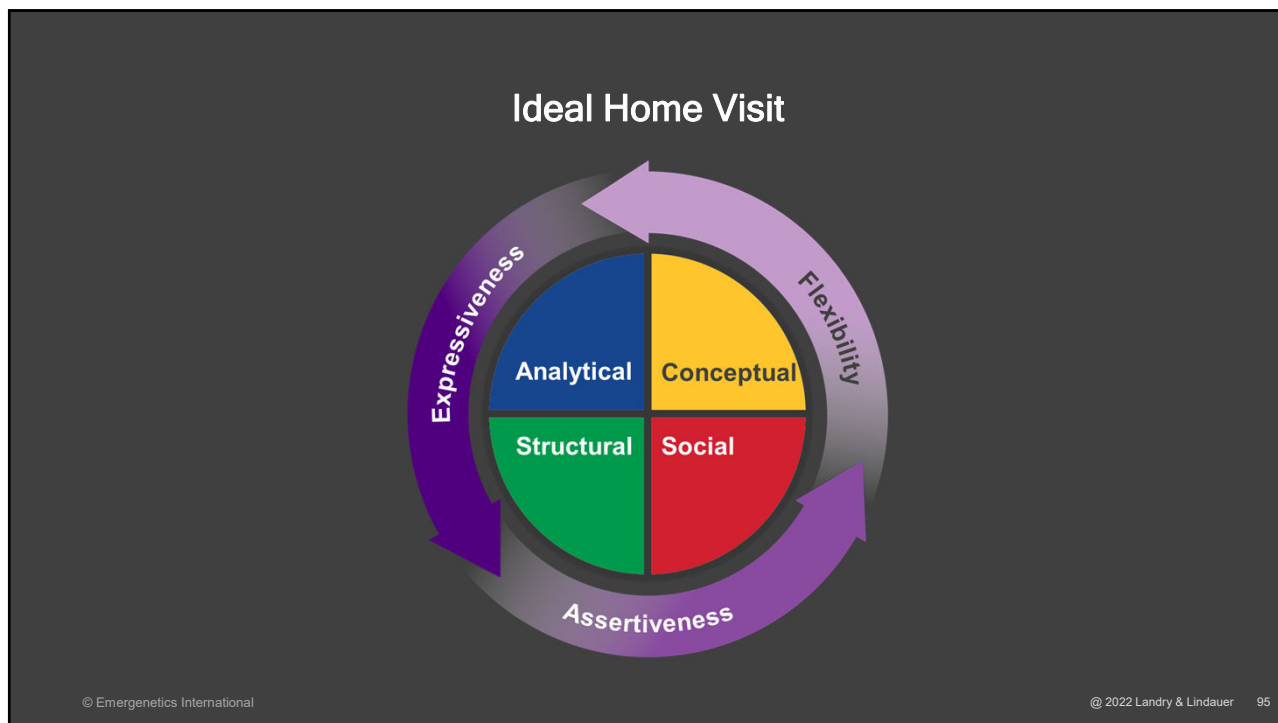 Ideal Home Visit
Expressiveness
Flexibility
Analytical
Conceptual
Structural
Social
Assertiveness
© Emergenetics International
@ 2022 Landry & Lindauer
95